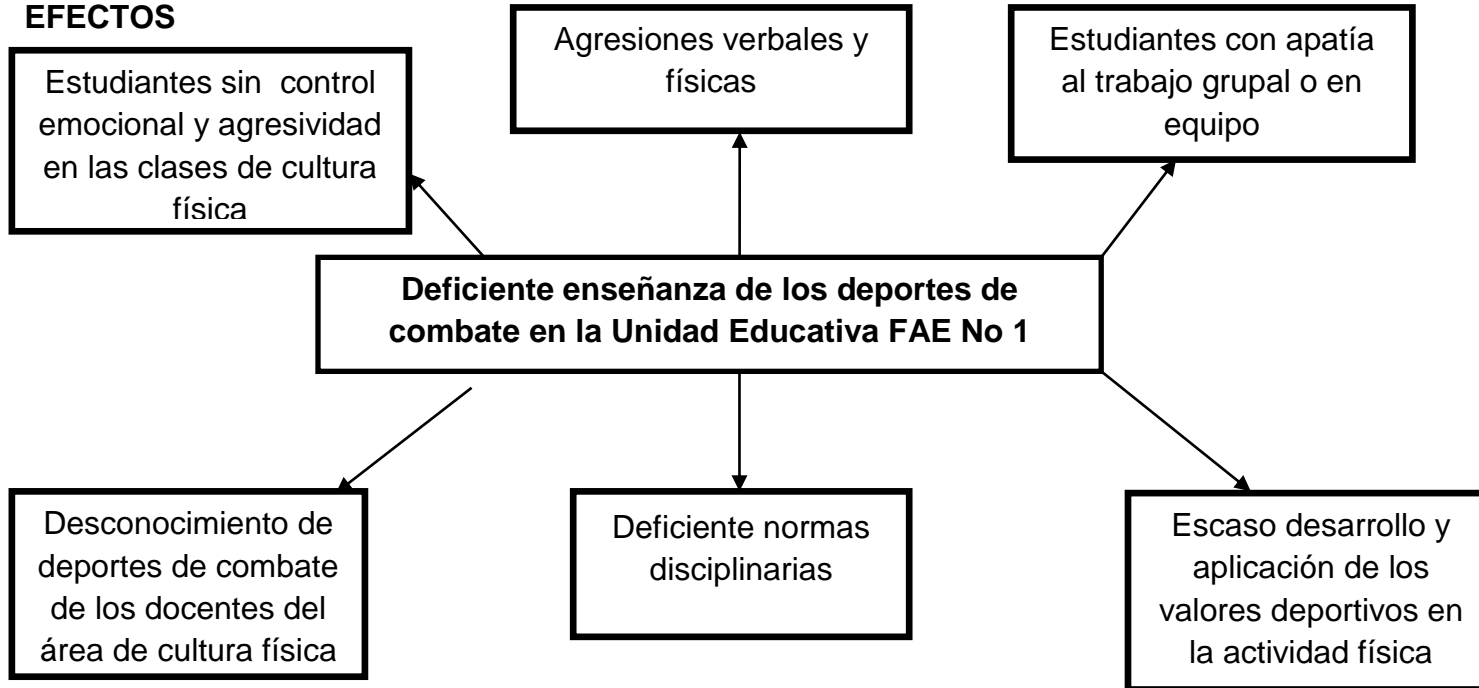 EFECTOS
Estudiantes sin control
emocional y agresividad
en las clases de cultura
física
Agresiones verbales y
físicas
Estudiantes con apatía
al trabajo grupal o en
equipo
Deficiente enseñanza de los deportes de
combate en la Unidad Educativa FAE No 1
Desconocimiento de
deportes de combate
de los docentes del
área de cultura física
Deficiente normas
disciplinarias
Escaso desarrollo y
aplicación de los
valores deportivos en
la actividad física